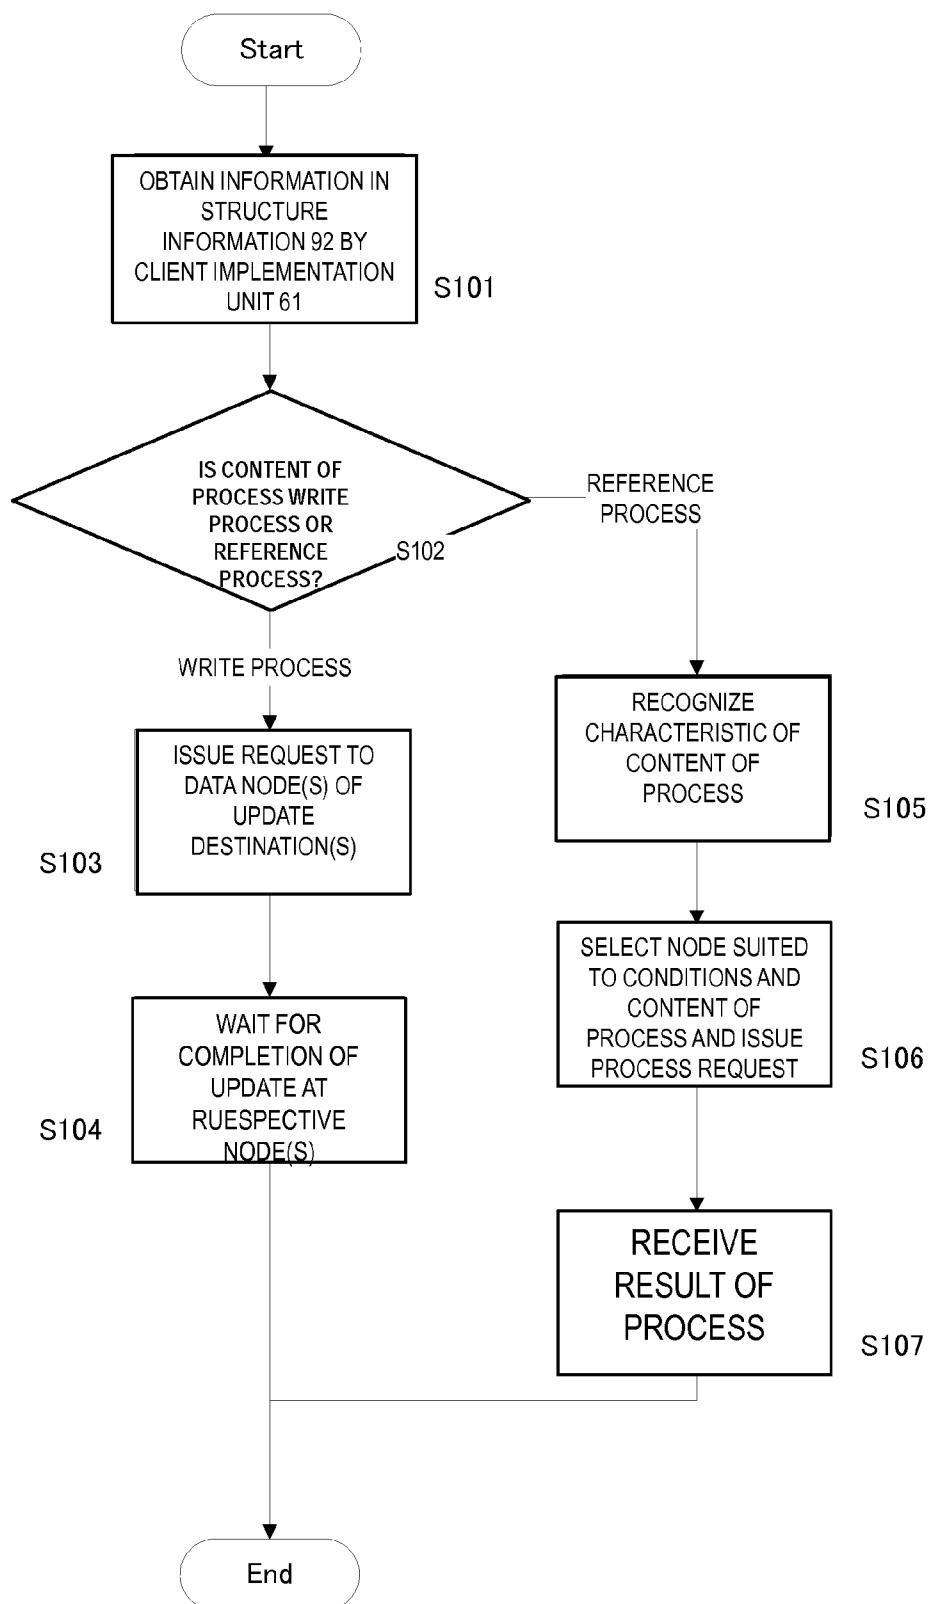 Start
OBTAIN INFORMATION IN
STRUCTURE
INFORMATION 92 BY
CLIENT IMPLEMENTATION
UNIT 61
S101
IS CONTENT OF
PROCESS WRITE
PROCESS OR
REFERENCE
PROCESS?
S102
REFERENCE
PROCESS
WRITE PROCESS
ISSUE REQUEST TO
DATA NODE(S) OF
UPDATE
DESTINATION(S)
S103
WAIT FOR
COMPLETION OF
UPDATE AT
RUESPECTIVE
NODE(S)
S104
RECOGNIZE
CHARACTERISTIC OF
CONTENT OF
PROCESS
S105
SELECT NODE SUITED
TO CONDITIONS AND
CONTENT OF
PROCESS AND ISSUE
PROCESS REQUEST
S106
RECEIVE
RESULT OF
PROCESS
S107
End